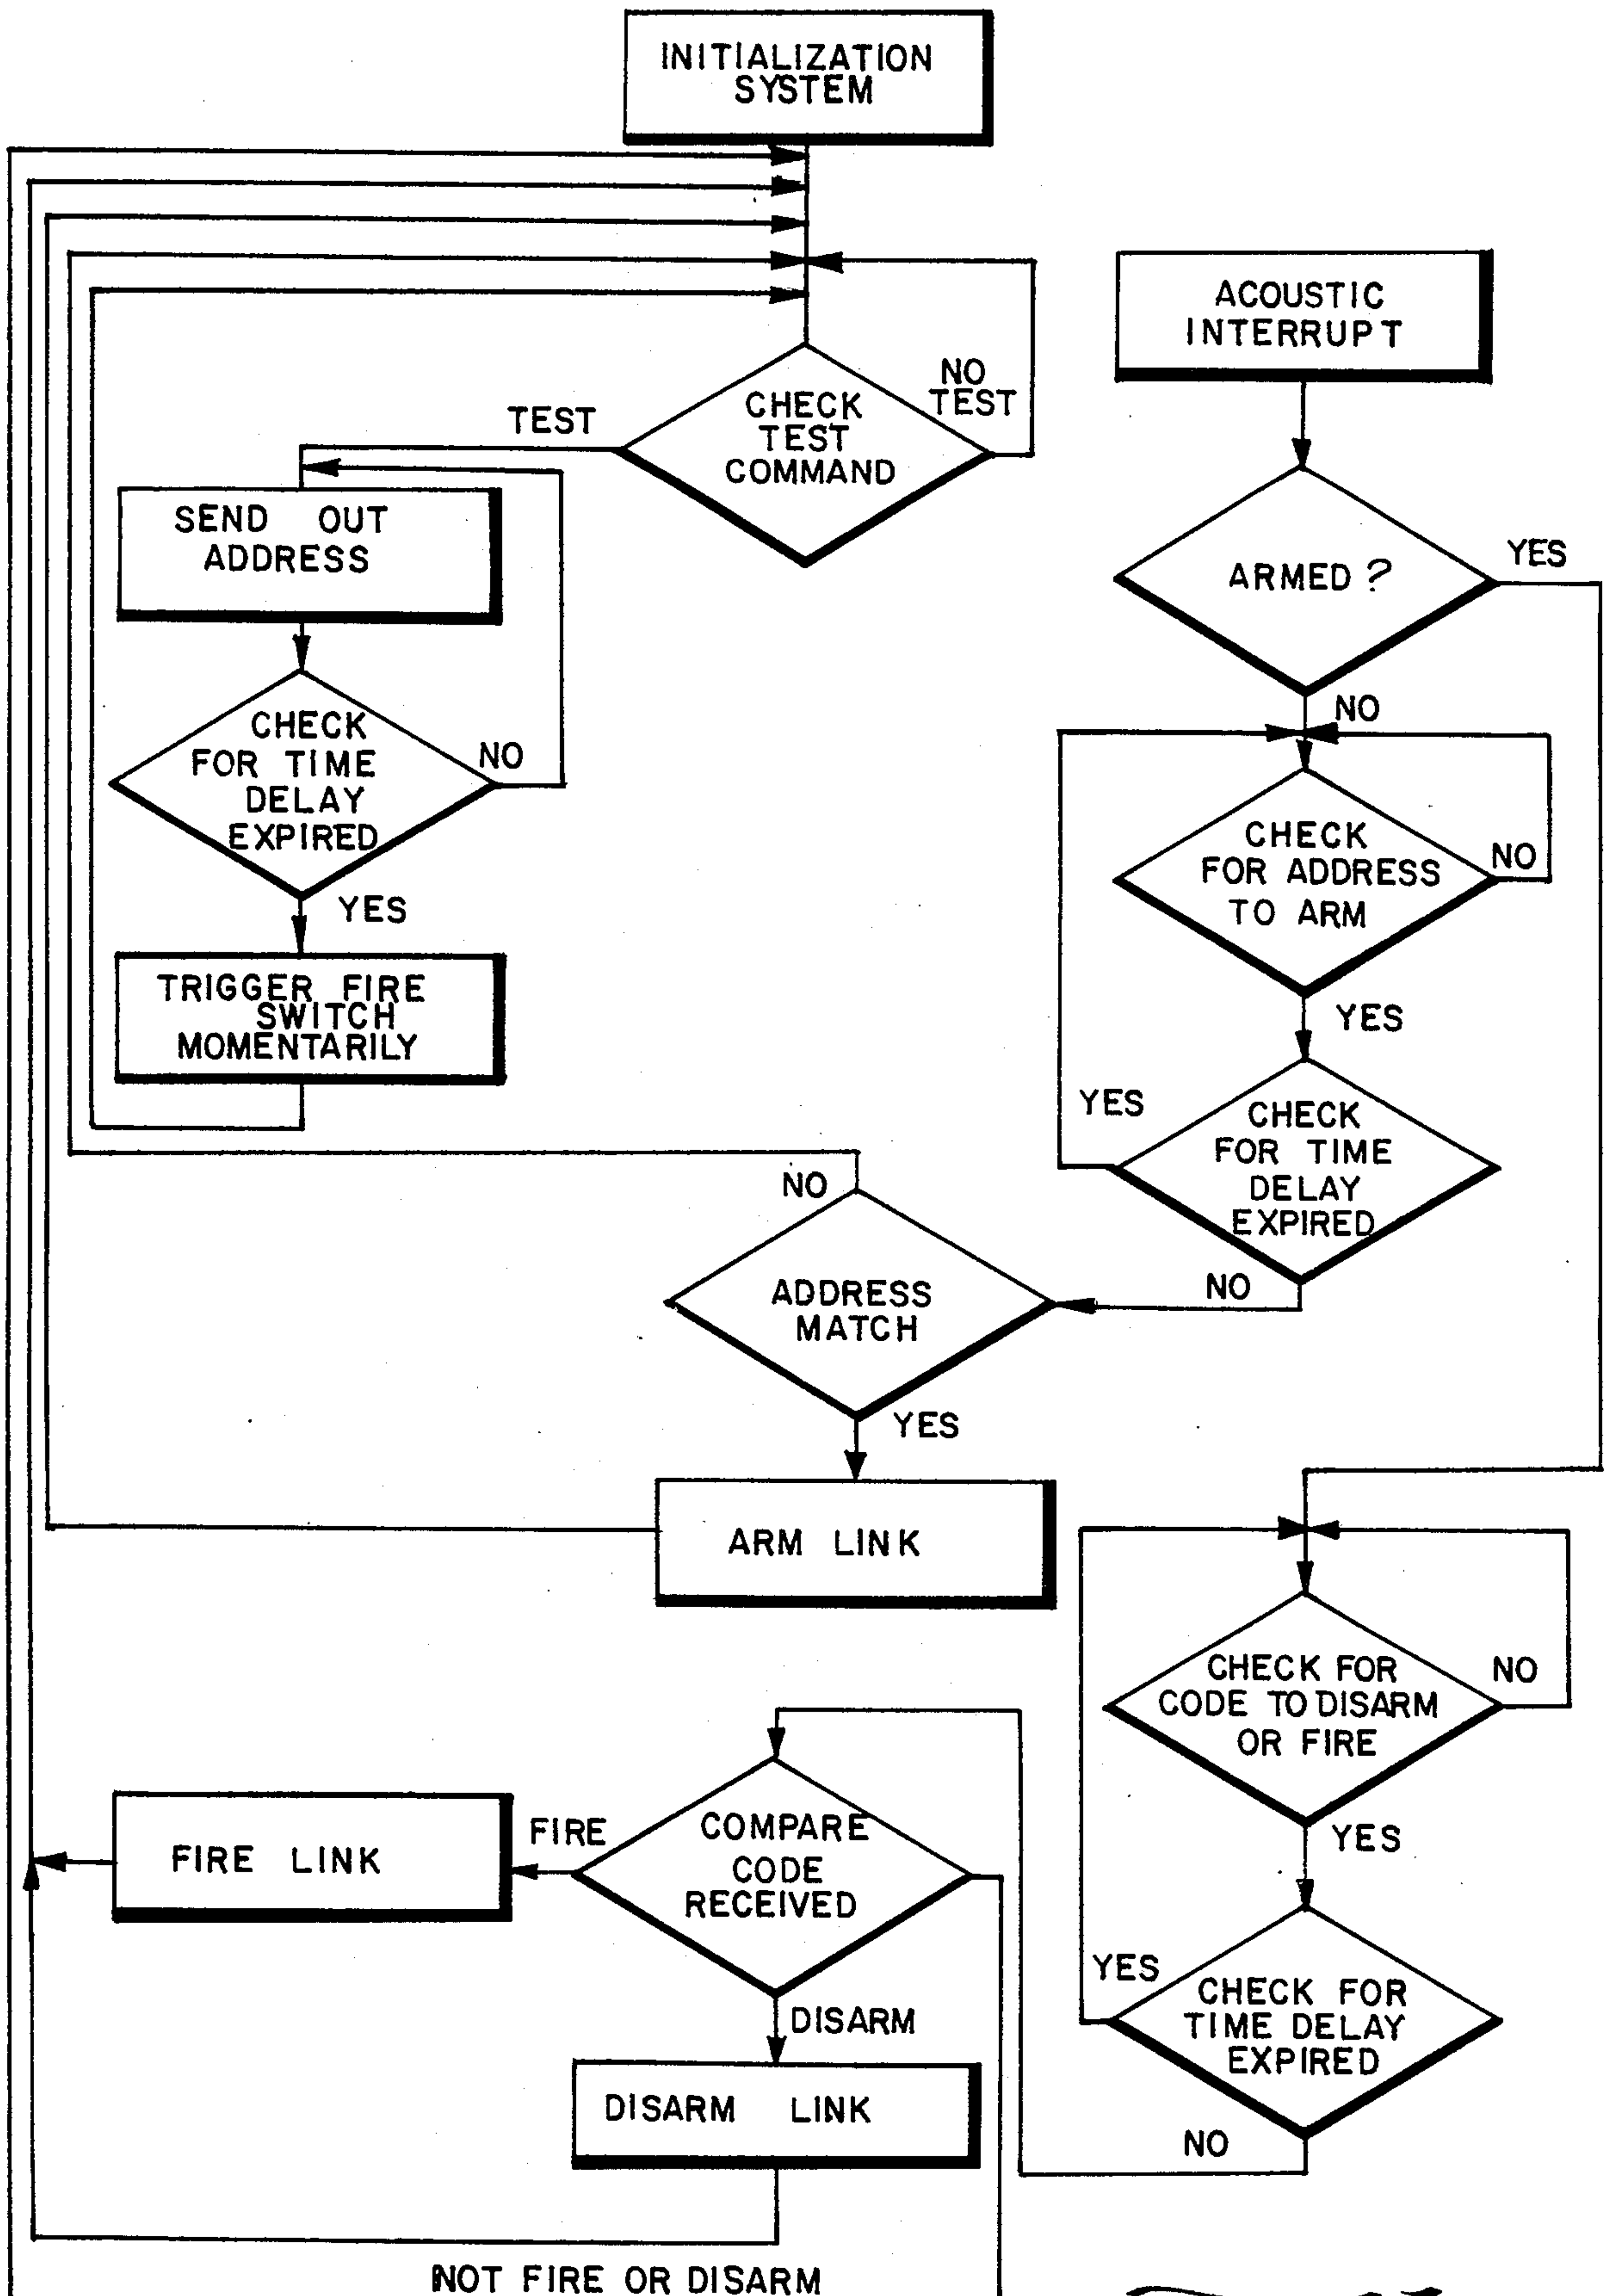 INITIALIZATION
SYSTEM
ACOUSTIC
INTERRUPT
NO
TEST
CHECK
TEST
COMMAND
TEST
SEND OUT
ADDRESS
ARMED ?
YES
NO
CHECK
FOR TIME
DELAY
EXPIRED
NO
YES
CHECK
FOR ADDRESS
TO ARM
NO
YES
TRIGGER FIRE
SWITCH
MOMENTARILY
CHECK
FOR TIME
DELAY
EXPIRED
YES
NO
NO
ADDRESS
MATCH
YES
ARM LINK
CHECK FOR
CODE TO DISARM
OR FIRE
NO
YES
COMPARE
CODE
RECEIVED
FIRE
FIRE LINK
DISARM
CHECK FOR
TIME DELAY
EXPIRED
YES
NO
DISARM LINK
NOT FIRE OR DISARM